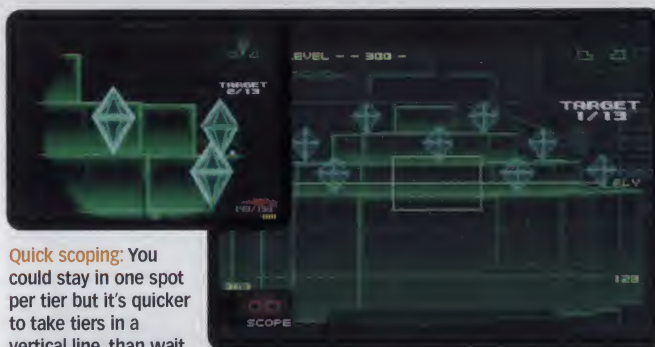 TARGET
2/13
LEVEL - - 300 -
TARGET
1/13
ELV
128
SCOPE
Quick scoping: You
could stay in one spot
per tier but it's quicker
to take tiers in a
vertical line, than wait